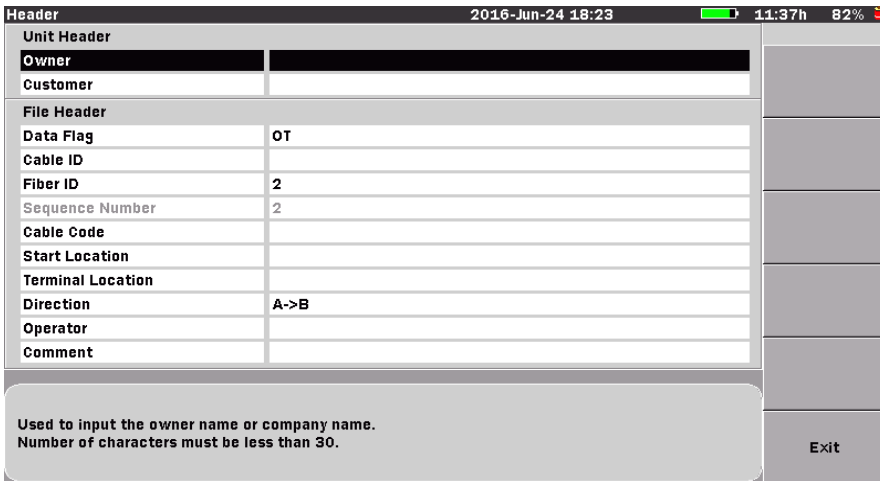 Header 2016-Jun-24 18:23 11:37h 82%
Unit Header
Owner
Customer
File Header
Data Flag OT
Cable ID
Fiber ID 2
Sequence Number 2
Cable Code
Start Location
Terminal Location
Direction A->B
Operator
Comment
Used to input the owner name or company name.
Number of characters must be less than 30.
Exit